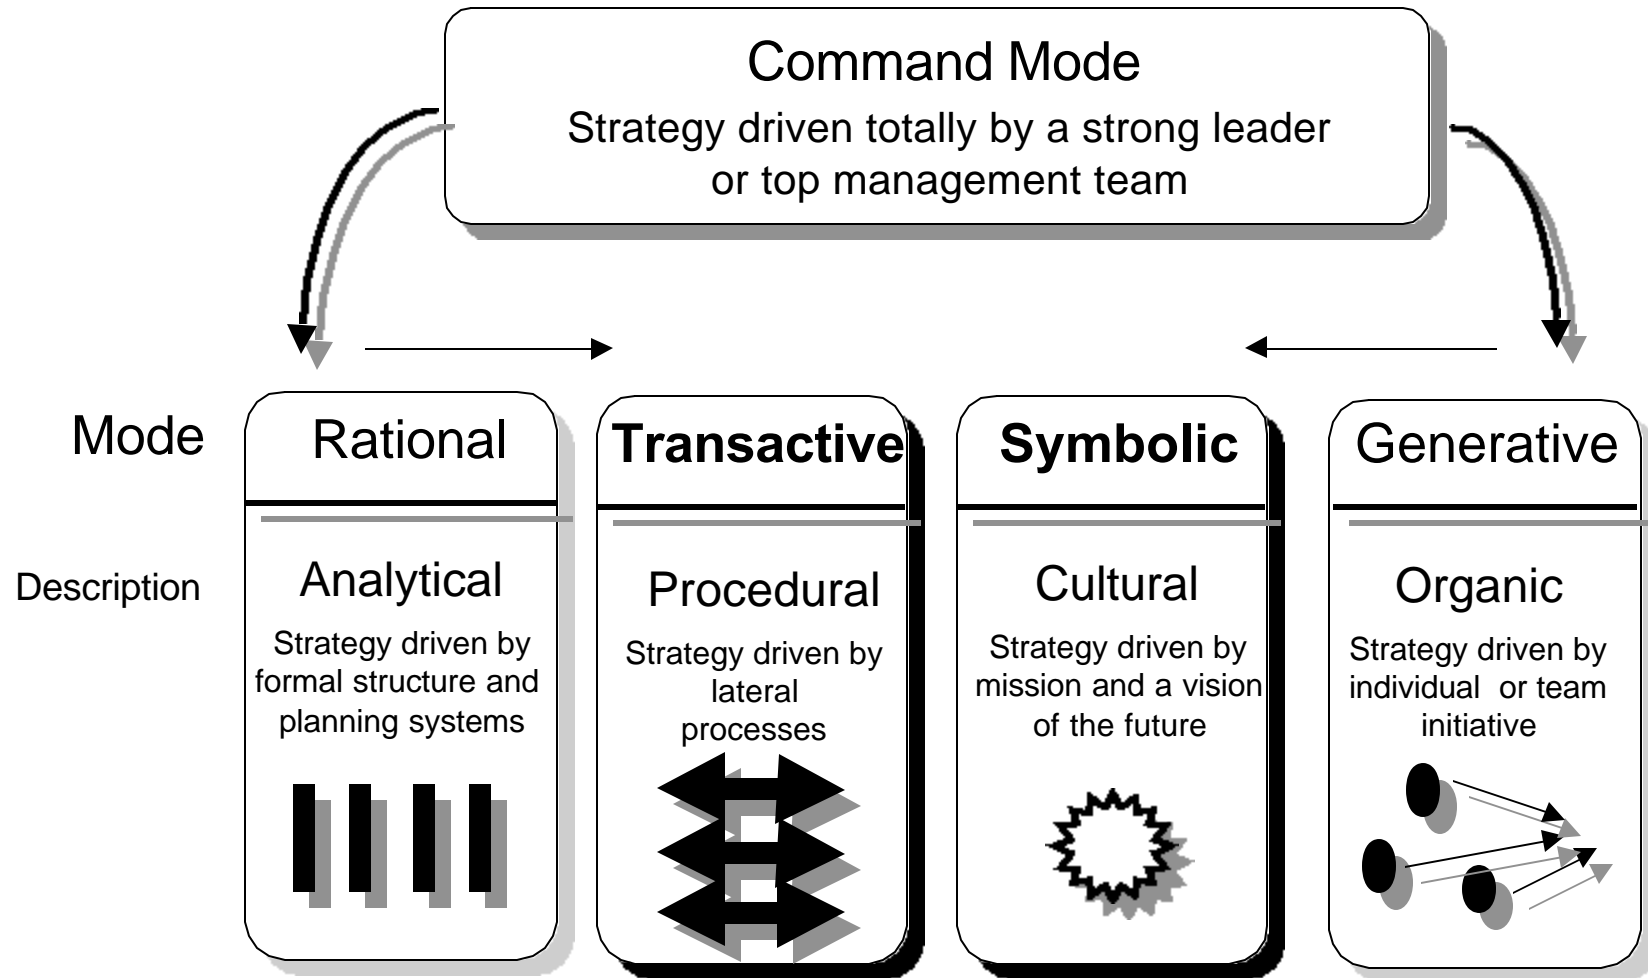 Command Mode
Strategy driven totally by a strong leader
or top management team
Mode
Rational
Transactive
Symbolic
Generative
Description
Analytical
Strategy driven by
formal structure and
planning systems
Procedural
Strategy driven by
lateral
processes
Cultural
Strategy driven by
mission and a vision
of the future
Organic
Strategy driven by
individual or team
initiative